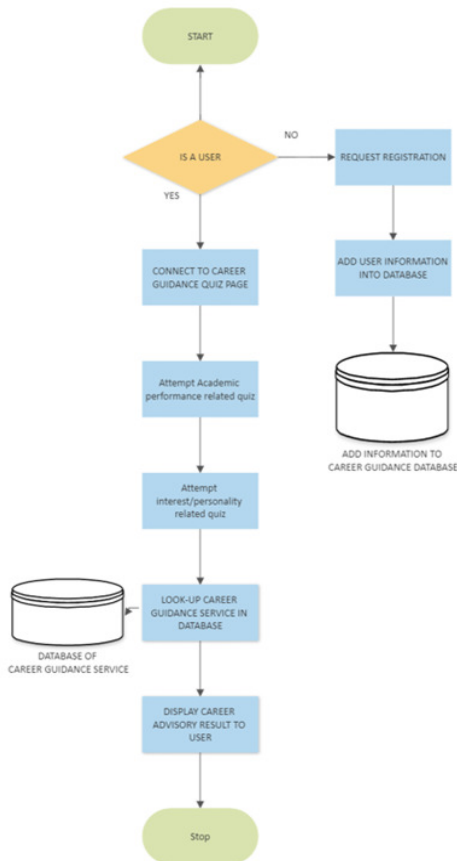 START
NO
IS A USER
REQUEST REGISTRATION
YES
CONNECT TO CAREER
GUIDANCE QUIZ PAGE
ADD USER INFORMATION
INTO DATABASE
Attempt Academic
performance related quiz
ADD INFORMATION TO
CAREER GUIDANCE DATABASE
Attempt
interest/personality
related quiz
LOOK-UP CAREER
GUIDANCE SERVICE IN
DATABASE
DATABASE OF
CAREER GUIDANCE SERVICE
DISPLAY CAREER
ADVISORY RESULT TO
USER
Stop